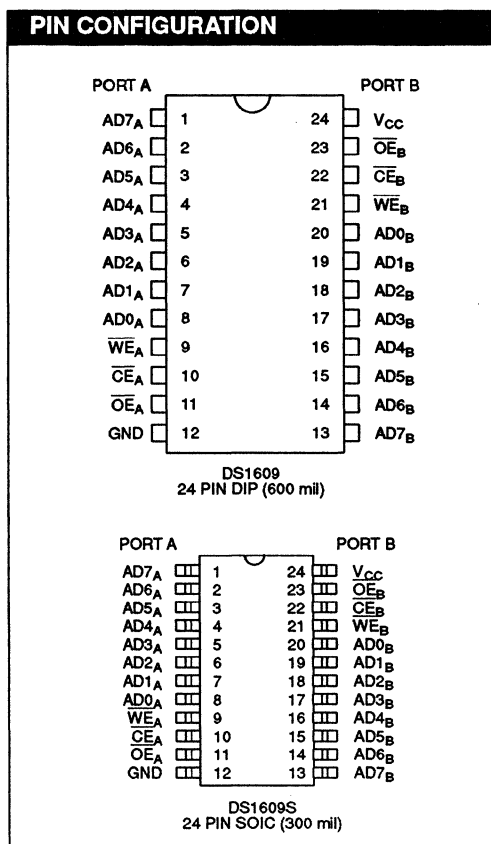 PIN CONFIGURATION
PORT A PORT B
AD7A 1 24 VCC
AD6A 2 23 OEB
AD5A 3 22 CEB
AD4A 4 21 WEB
AD3A 5 20 AD0B
AD2A 6 19 AD1B
AD1A 7 18 AD2B
AD0A 8 17 AD3B
WEA 9 16 AD4B
CEA 10 15 AD5B
OEA 11 14 AD6B
GND 12 13 AD7B
DS1609
24 PIN DIP (600 mil)
PORT A PORT B
AD7A 1 24 VCC
AD6A 2 23 OEB
AD5A 3 22 CEB
AD4A 4 21 WEB
AD3A 5 20 AD0B
AD2A 6 19 AD1B
AD1A 7 18 AD2B
AD0A 8 17 AD3B
WEA 9 16 AD4B
CEA 10 15 AD5B
OEA 11 14 AD6B
GND 12 13 AD7B
DS1609S
24 PIN SOIC (300 mil)